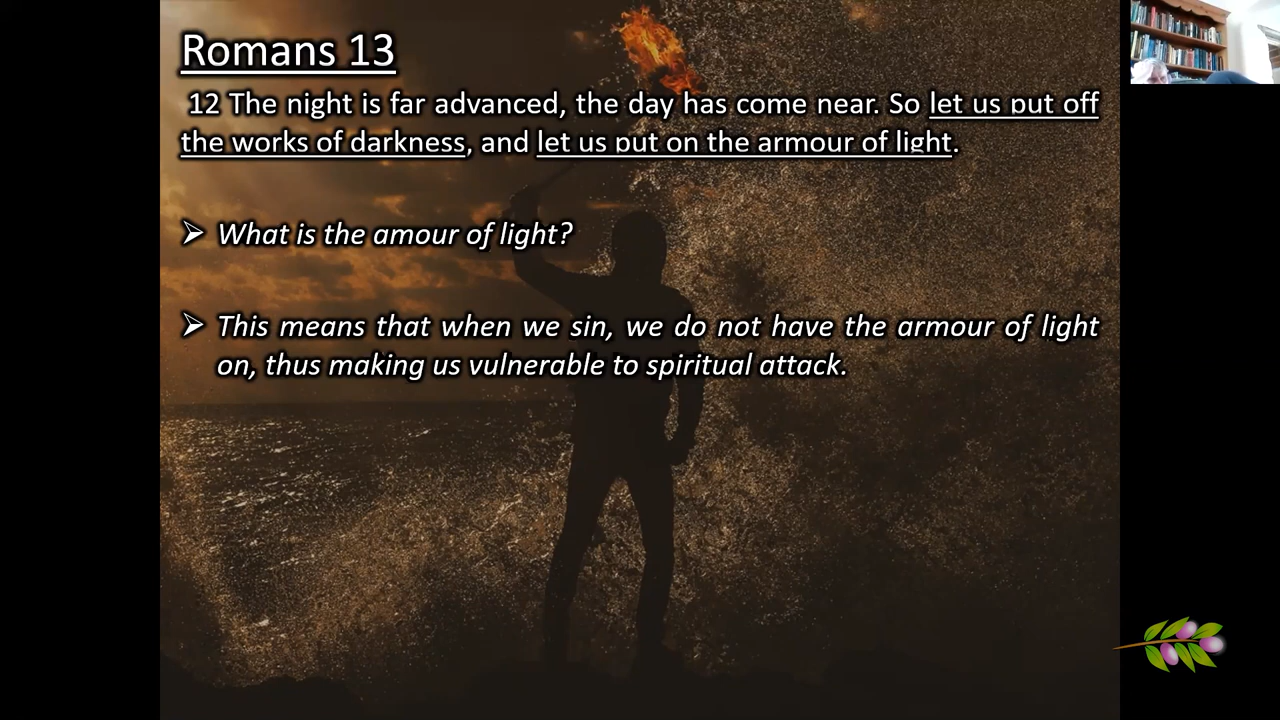 Romans 13
12 The night is far advanced, the day has come near. So let us put off
the works of darkness, and let us put on the armour of light.
➢ What is the amour of light?
➢ This means that when we sin, we do not have the armour of light
on, thus making us vulnerable to spiritual attack.